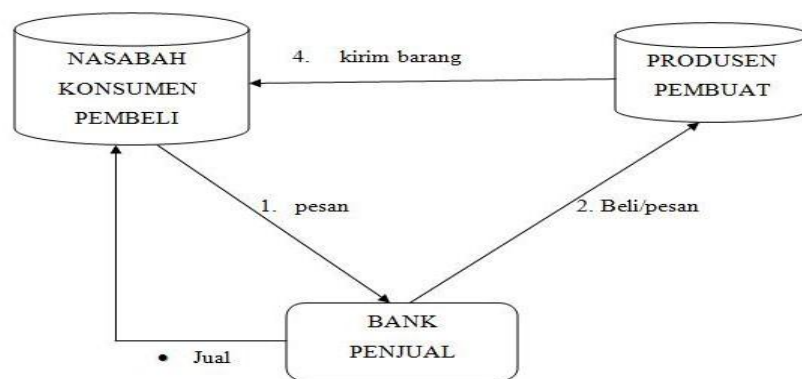 NASABAH
KONSUMEN
PEMBELI
4. kirim barang
PRODUSEN
PEMBUAT
1. pesan
2. Beli/pesan
BANK
PENJUAL
• Jual